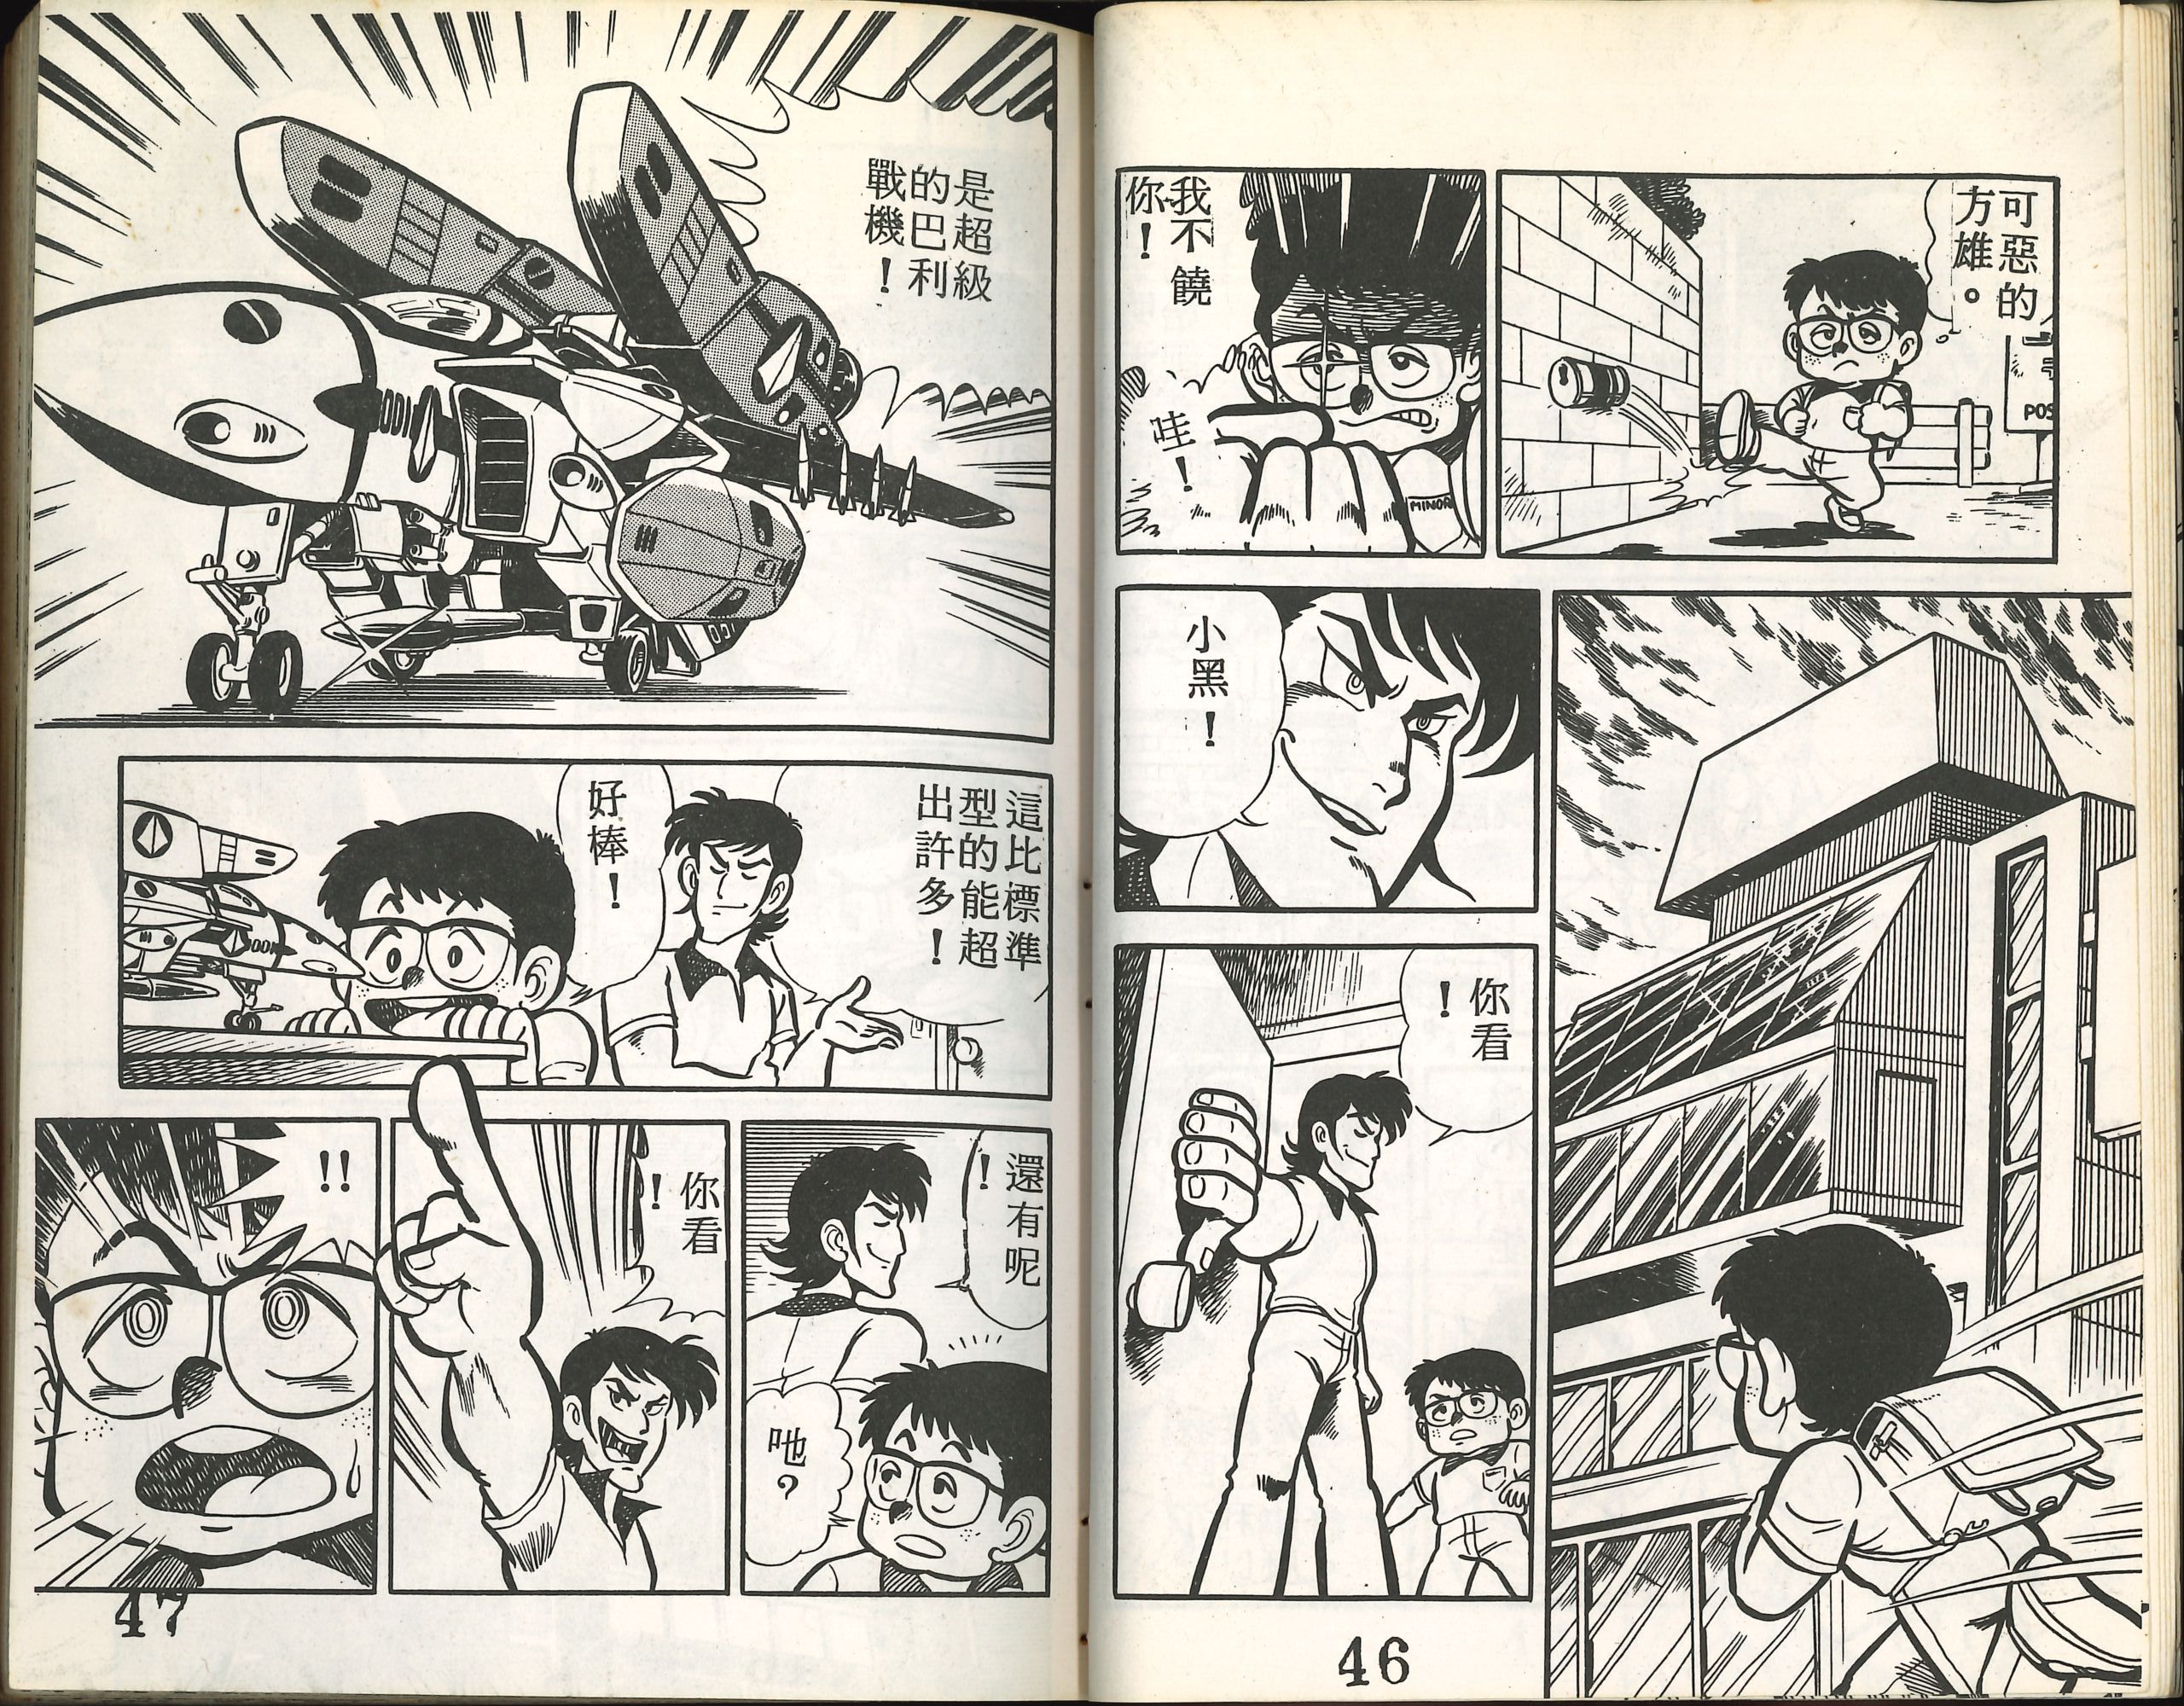 可惡的
方雄。
POS
我不饒
你！
哇！
MINOR
小黑！
你看
！
46
是超級
的巴利
戰機！
001
這比標準
型的能超
出許多！
好棒！
001
還有呢
！
吔？
你看
！
!!
47